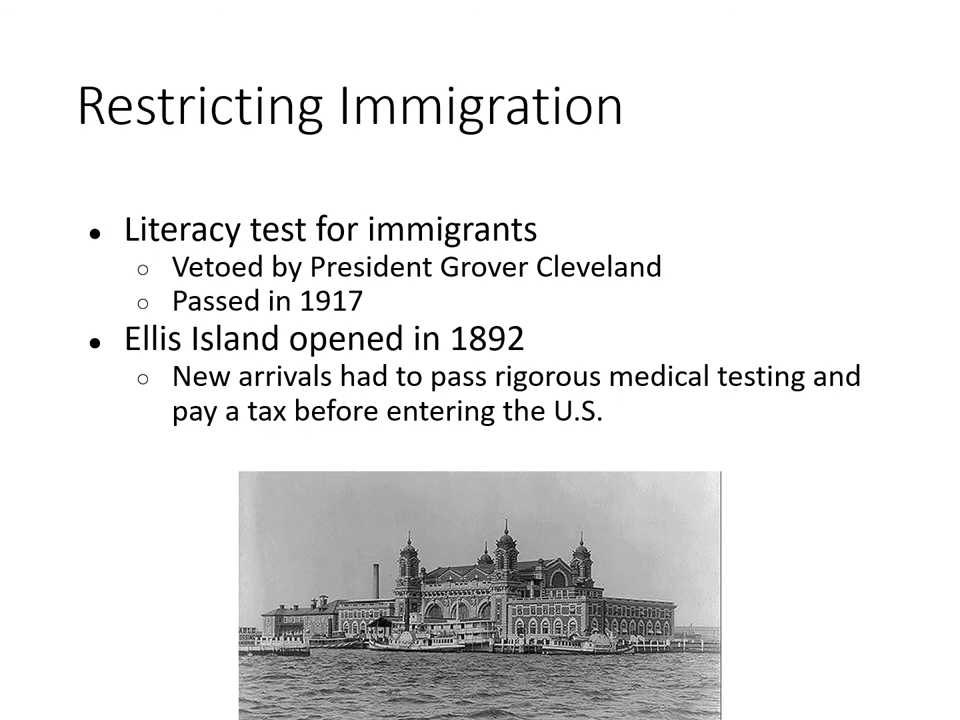 Restricting Immigration
● Literacy test for immigrants
○ Vetoed by President Grover Cleveland
○ Passed in 1917
● Ellis Island opened in 1892
○ New arrivals had to pass rigorous medical testing and
pay a tax before entering the U.S.